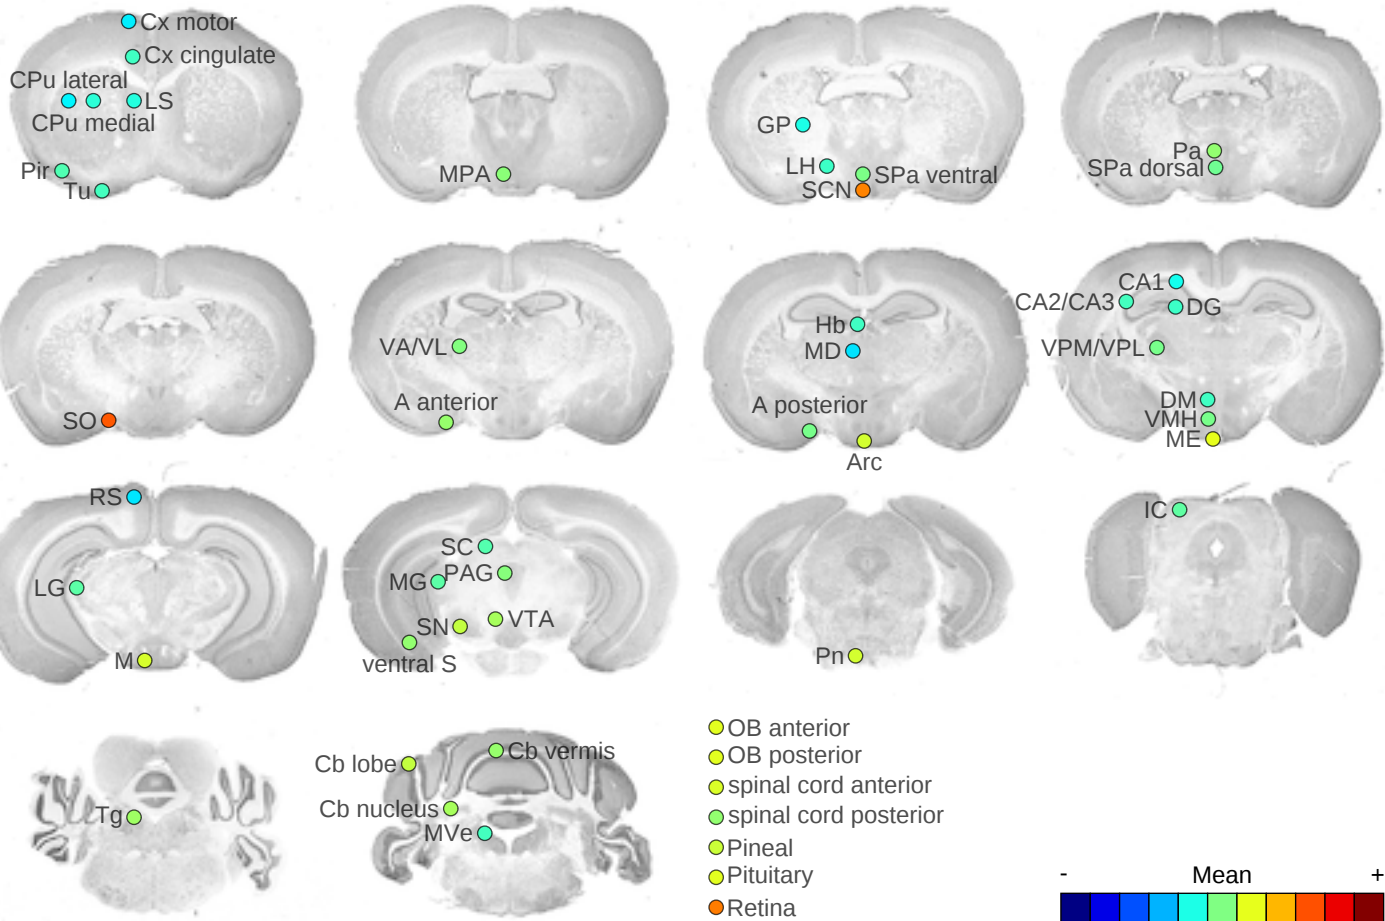 Cx motor
Cx cingulate
CPu lateral
LS
CPu medial
Pir
Tu
MPA
GP
LH
SPa ventral
SCN
Pa
SPa dorsal
SO
VA/VL
A anterior
Hb
MD
A posterior
Arc
CA1
CA2/CA3
DG
VPM/VPL
DM
VMH
ME
RS
LG
M
SC
MG
PAG
SN
VTA
ventral S
Pn
IC
Tg
Cb lobe
Cb vermis
Cb nucleus
MVe
OB anterior
OB posterior
spinal cord anterior
spinal cord posterior
Pineal
Pituitary
Retina
- Mean +